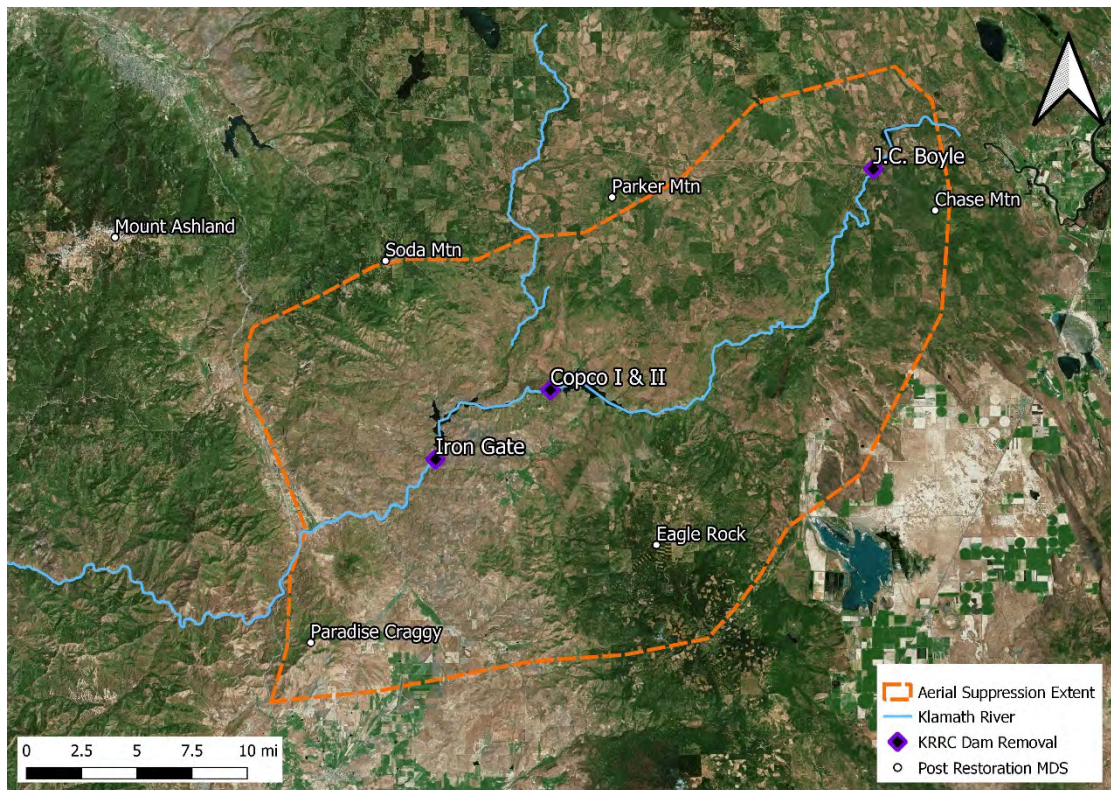 J.C. Boyle
Parker Mtn
Chase Mtn
Mount Ashland
Soda Mtn
Copco I & II
Iron Gate
Eagle Rock
Paradise Craggy
Aerial Suppression Extent
Klamath River
KRRC Dam Removal
Post Restoration MDS
0 2.5 5 7.5 10 mi